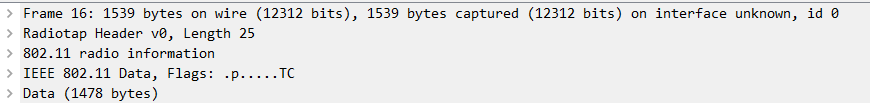 Frame 16: 1539 bytes on wire (12312 bits), 1539 bytes captured (12312 bits) on interface unknown, id 0
Radiotap Header v0, Length 25
802.11 radio information
IEEE 802.11 Data, Flags: .p.....TC
Data (1478 bytes)